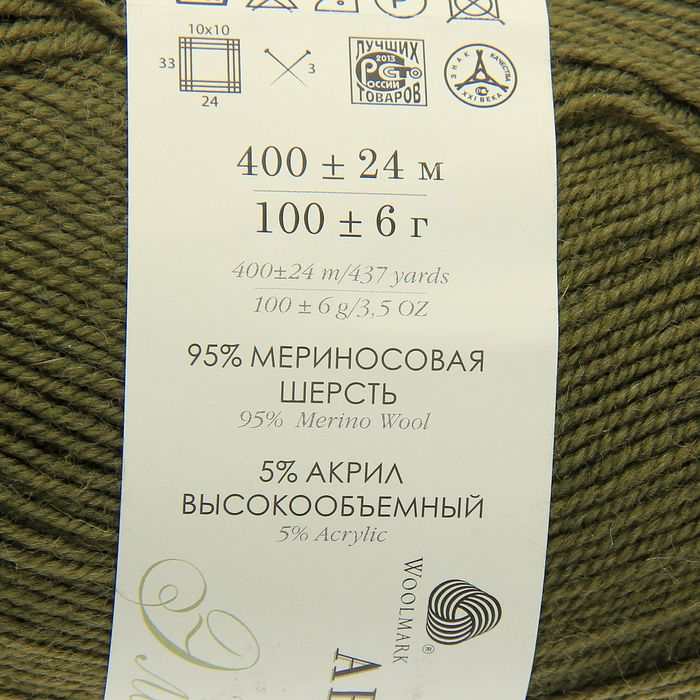 P
10x10
33
24
3
ЛУЧШИХ
2013
РОССИИ
ТОВАРОВ
ЗНАК КАЧЕСТВА
XXI ВЕКА
400 ± 24 м
100 ± 6 г
400±24 m/437 yards
100 ± 6 g/3,5 OZ
95% МЕРИНОСОВАЯ
ШЕРСТЬ
95% Merino Wool
5% АКРИЛ
ВЫСОКООБЪЕМНЫЙ
5% Acrylic
WOOLMARK
®